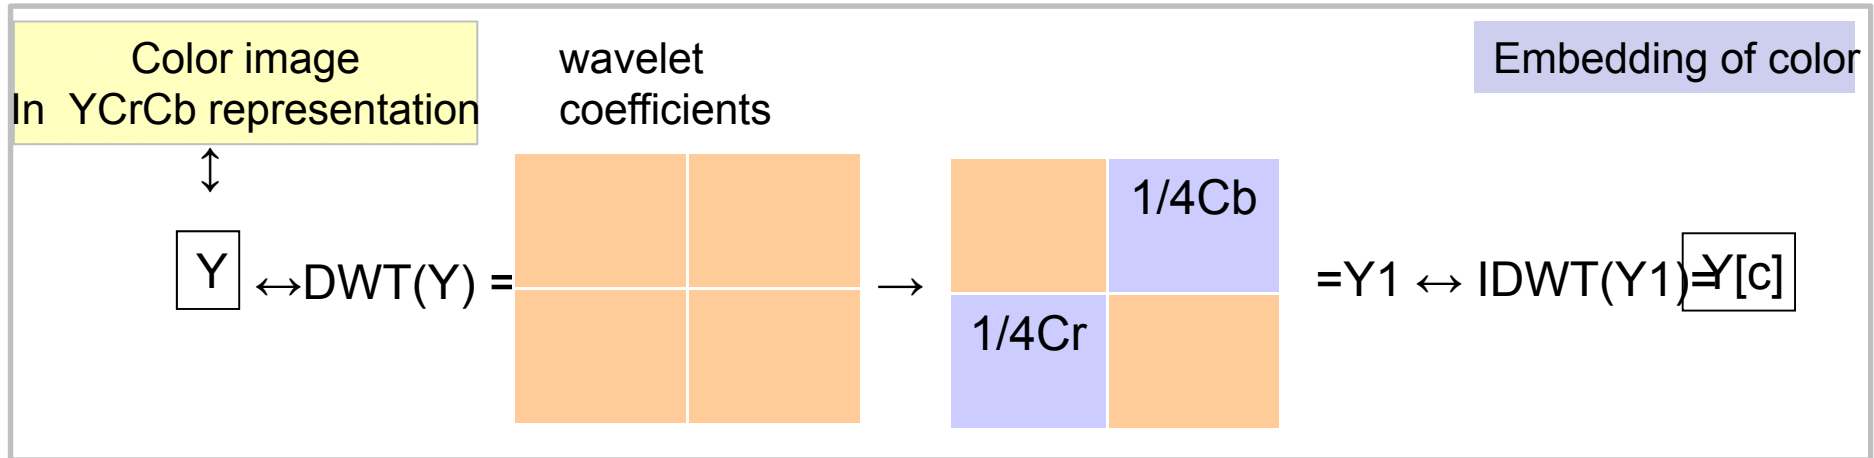 Color image
In YCrCb representation
wavelet
coefficients
Embedding of color
↕
Y ↔DWT(Y) = → =Y1 ↔ IDWT(Y1)=Y[c]
1/4Cb
1/4Cr